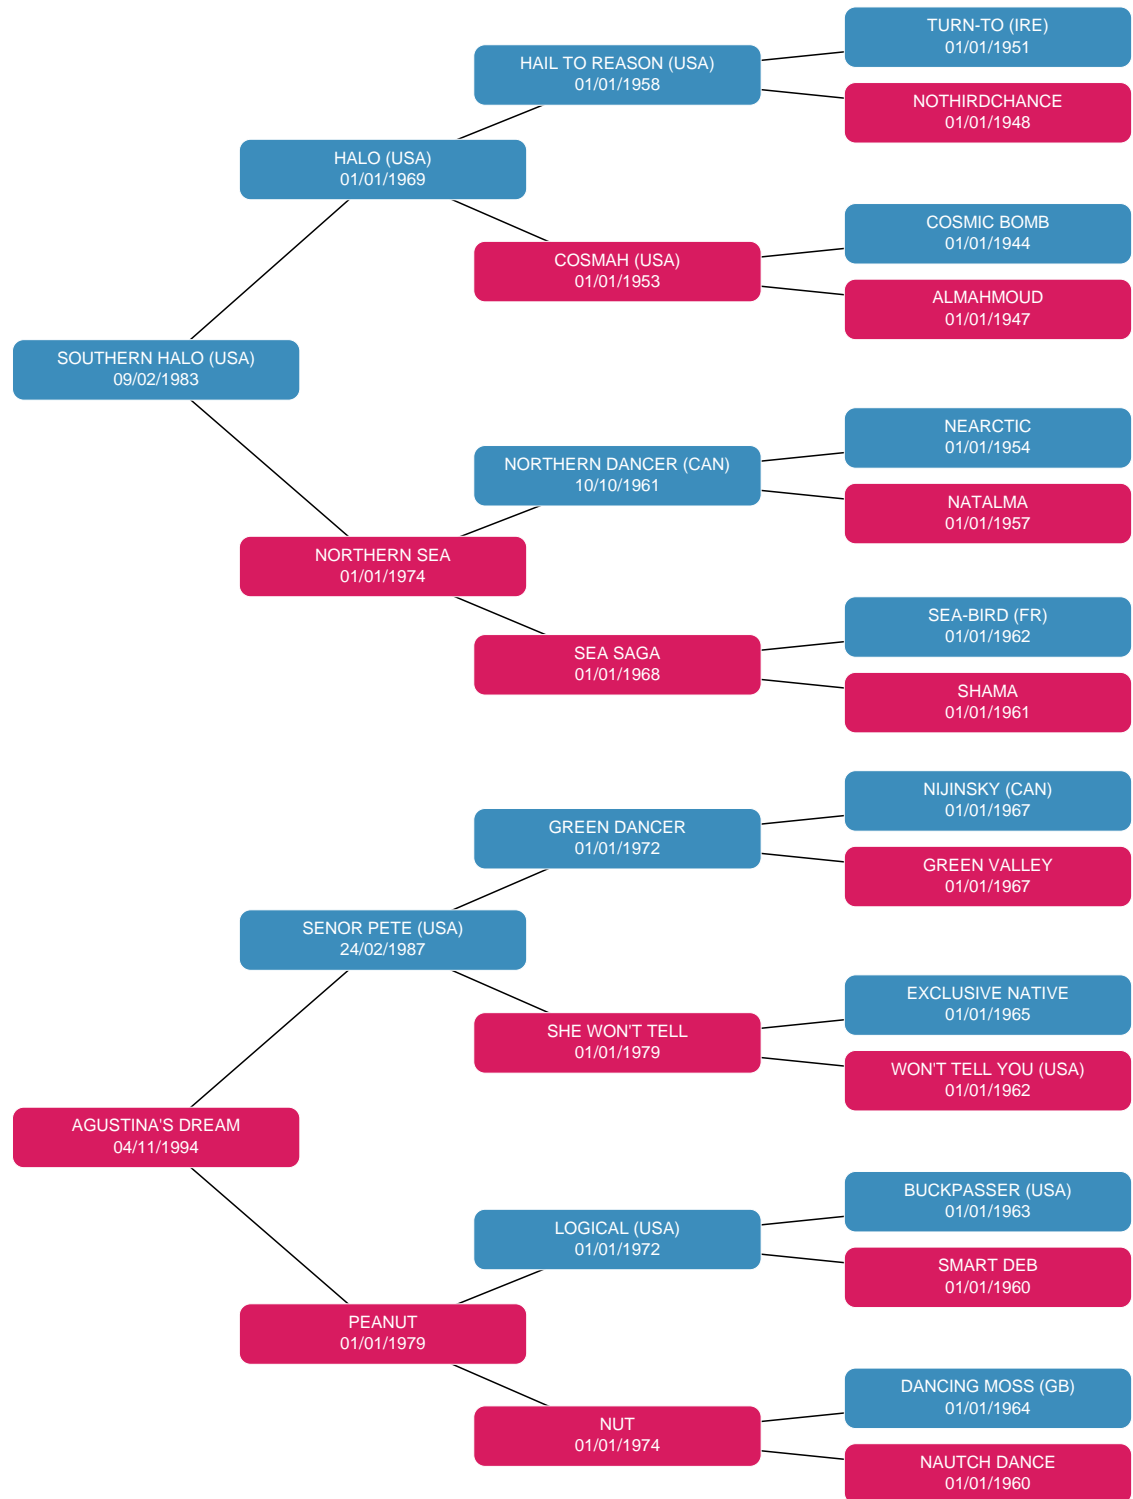 TURN-TO (IRE)
01/01/1951
HAIL TO REASON (USA)
01/01/1958
NOTHIRDCHANCE
01/01/1948
HALO (USA)
01/01/1969
COSMIC BOMB
01/01/1944
COSMAH (USA)
01/01/1953
ALMAHMOUD
01/01/1947
SOUTHERN HALO (USA)
09/02/1983
NEARCTIC
01/01/1954
NORTHERN DANCER (CAN)
10/10/1961
NATALMA
01/01/1957
NORTHERN SEA
01/01/1974
SEA-BIRD (FR)
01/01/1962
SEA SAGA
01/01/1968
SHAMA
01/01/1961
NIJINSKY (CAN)
01/01/1967
GREEN DANCER
01/01/1972
GREEN VALLEY
01/01/1967
SENOR PETE (USA)
24/02/1987
EXCLUSIVE NATIVE
01/01/1965
SHE WON'T TELL
01/01/1979
WON'T TELL YOU (USA)
01/01/1962
AGUSTINA'S DREAM
04/11/1994
BUCKPASSER (USA)
01/01/1963
LOGICAL (USA)
01/01/1972
SMART DEB
01/01/1960
PEANUT
01/01/1979
DANCING MOSS (GB)
01/01/1964
NUT
01/01/1974
NAUTCH DANCE
01/01/1960